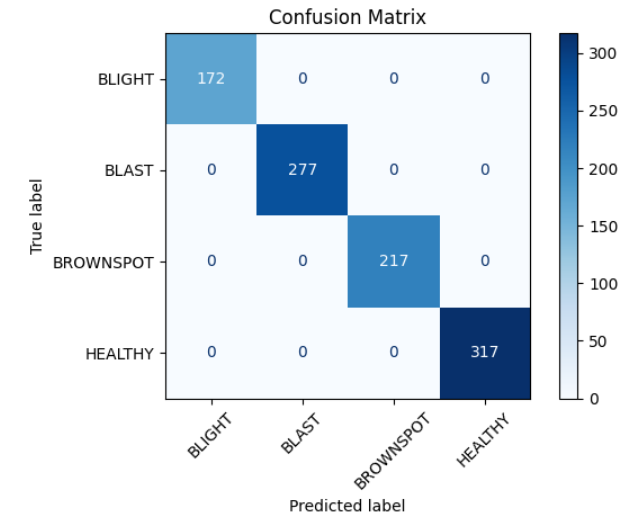 Confusion Matrix
BLIGHT 172 0 0 0
BLAST 0 277 0 0
BROWNSPOT 0 0 217 0
HEALTHY 0 0 0 317
True label
BLIGHT BLAST BROWNSPOT HEALTHY
Predicted label
300
250
200
150
100
50
0